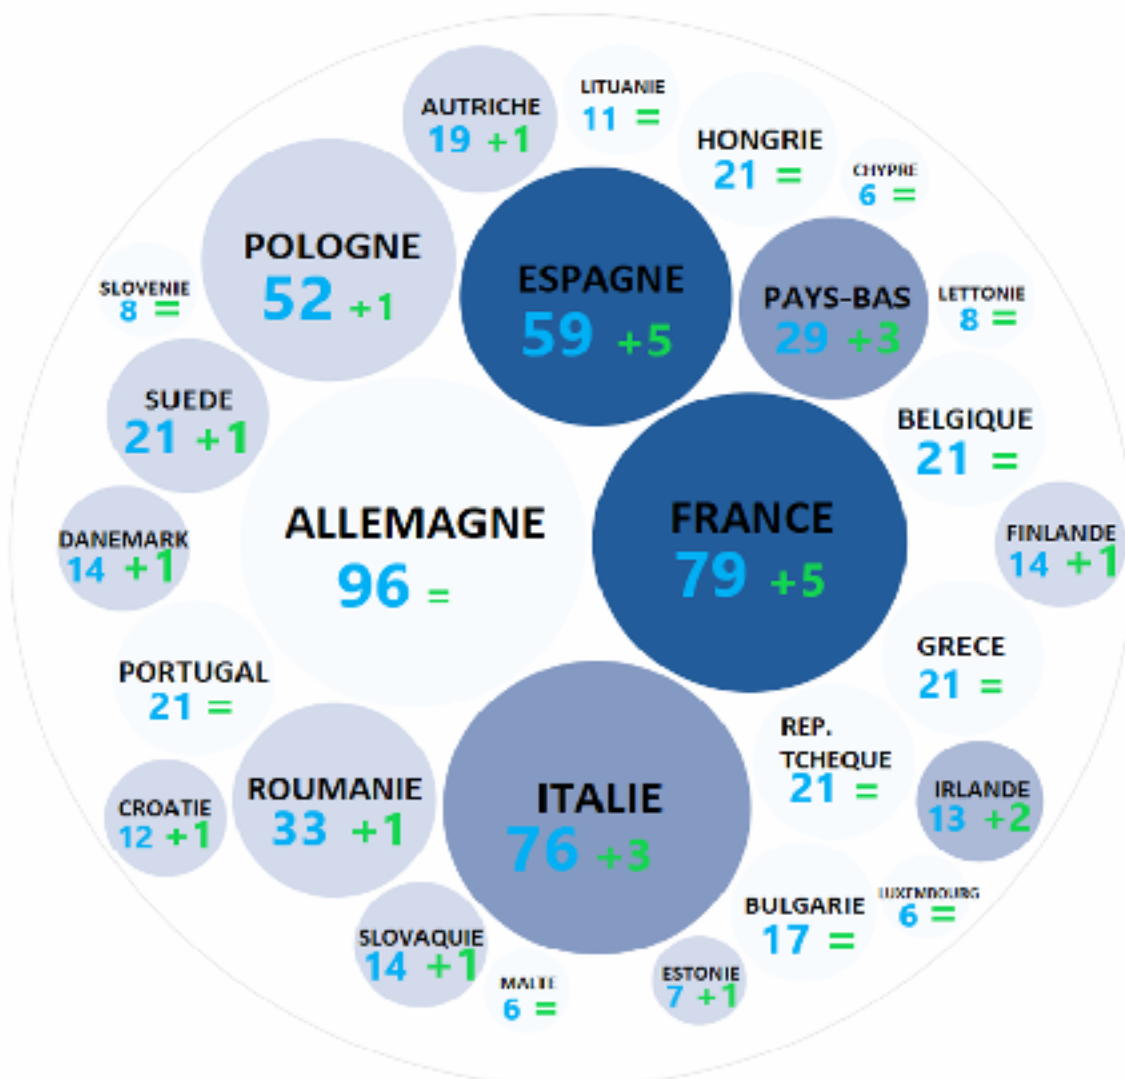 AUTRICHE
19 +1
LITUANIE
11 =
HONGRIE
21 =
CHYPRE
6 =
POLOGNE
52 +1
ESPAGNE
59 +5
PAYS-BAS
29 +3
SLOVENIE
8 =
LETTONIE
8 =
SUEDE
21 +1
BELGIQUE
21 =
ALLEMAGNE
96 =
FRANCE
79 +5
DANEMARK
14 +1
FINLANDE
14 +1
PORTUGAL
21 =
GRECE
21 =
REP.
TCHEQUE
21 =
CROATIE
12 +1
ROUMANIE
33 +1
ITALIE
76 +3
IRLANDE
13 +2
SLOVAQUIE
14 +1
BULGARIE
17 =
LUXEMBOURG
6 =
MALTE
6 =
ESTONIE
7 +1